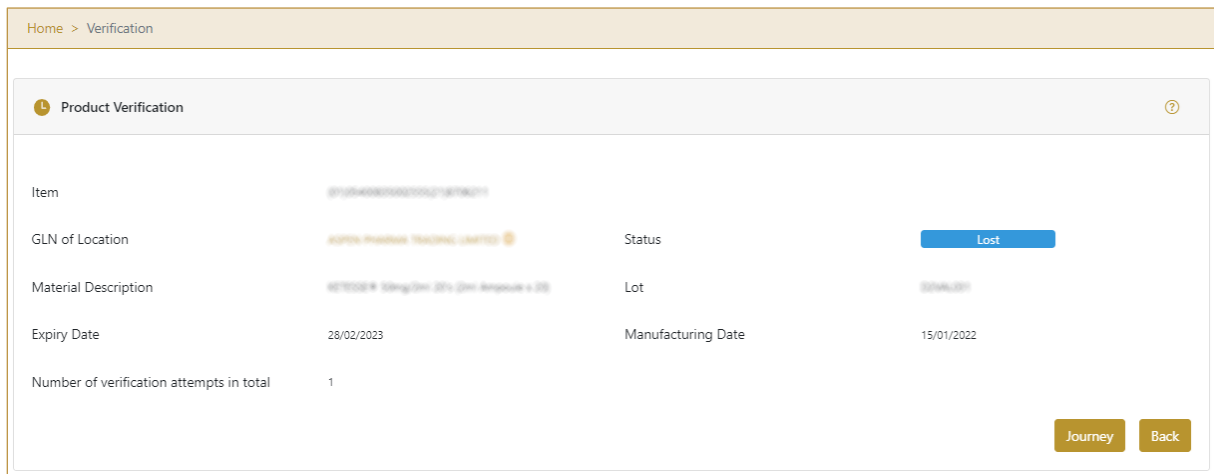 Home > Verification
Product Verification
Item
GLN of Location
Status
Lost
Material Description
Lot
Expiry Date
28/02/2023
Manufacturing Date
15/01/2022
Number of verification attempts in total
1
Journey
Back